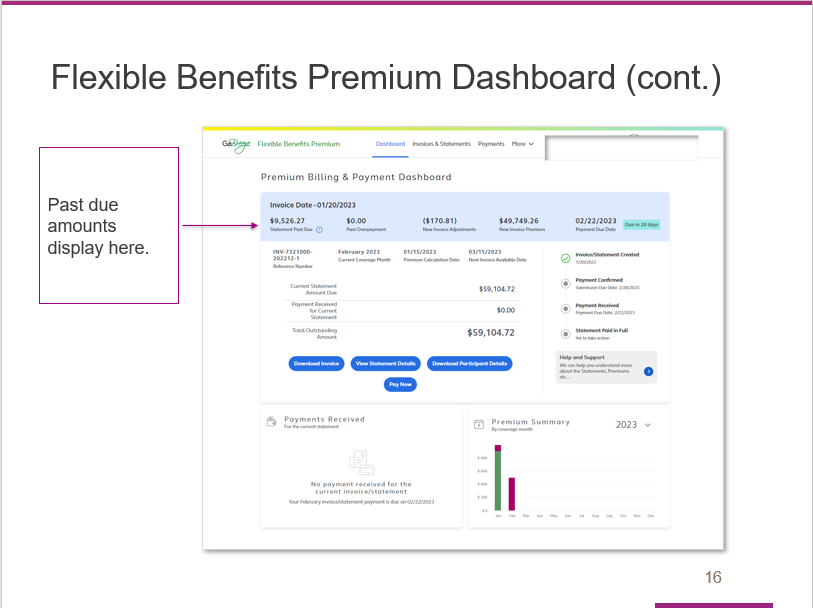 Flexible Benefits Premium Dashboard (cont.)
Past due
amounts
display here.
GaBreeze Flexible Benefits Premium Dashboard Invoices & Statements Payments More
Premium Billing & Payment Dashboard
Invoice Date - 01/20/2023
$9,526.27 $0.00 ($170.81) $49,749.26 02/22/2023 Due in 28 days
Statement Past Due Past Overpayment New Invoice Adjustments New Invoice Premium Payment Due Date
INV-7321000-
202212-1
Reference Number
February 2023 01/15/2023 03/15/2023
Current Coverage Month Premium Calculation Date Next Invoice Available Date
Current Statement
Amount Due
$59,104.72
Payment Received
for Current
Statement
$0.00
Total Outstanding
Amount
$59,104.72
Download Invoice View Statement Details Download Participant Details
Pay Now
Invoice/Statement Created
1/20/2023
Payment Confirmed
Submission Due Date: 2/20/2023
Payment Received
Payment Due Date: 2/22/2023
Statement Paid in Full
Yet to take action
Help and Support
We can help you understand more
about the Statements, Premiums
etc...
Payments Received
For the current statement
No payment received for the
current invoice/statement
Your February invoice/statement payment is due on 02/22/2023
Premium Summary
By coverage month
2023
$0
Jan Feb Mar Apr May Jun Jul Aug Sep Oct Nov Dec
16